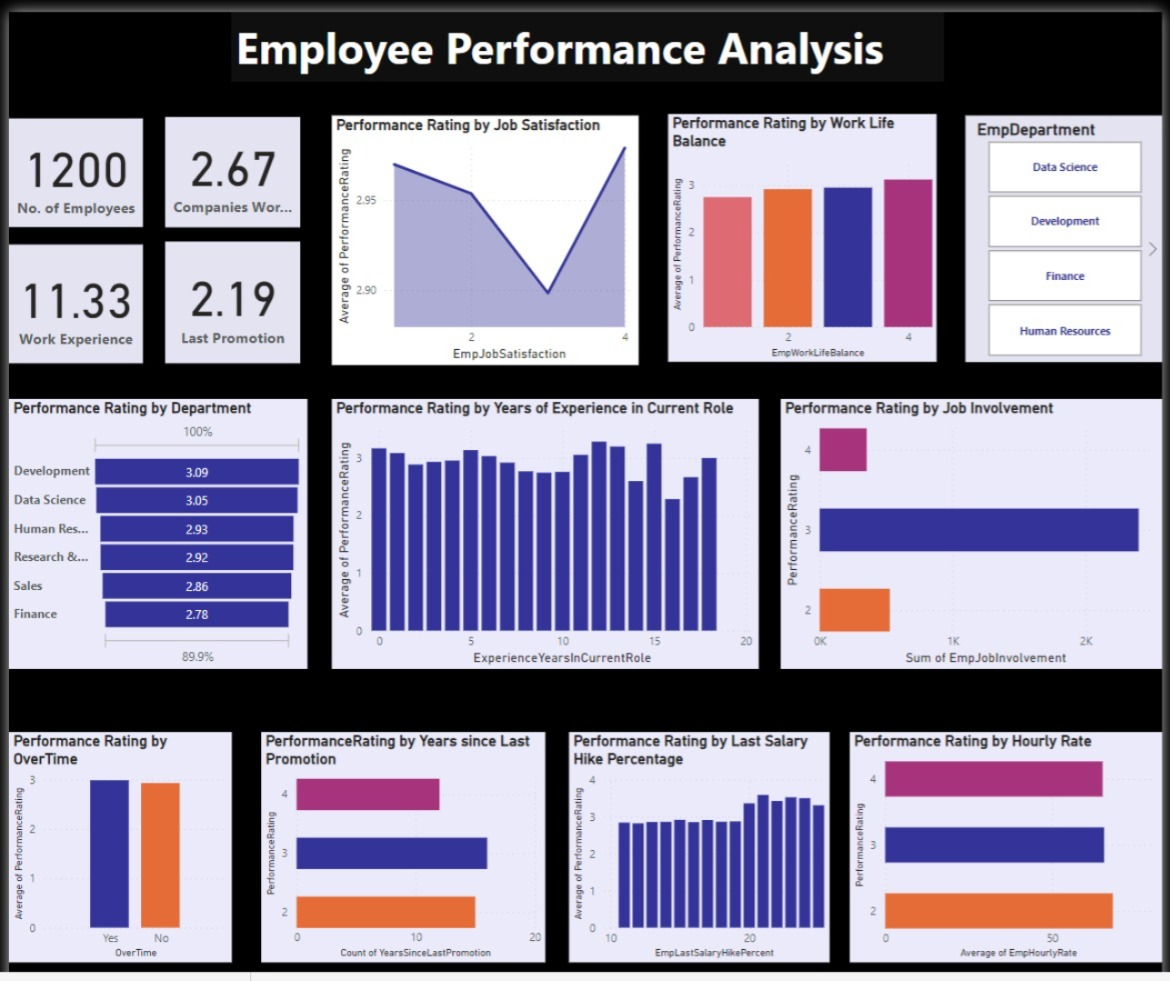 Employee Performance Analysis
1200
No. of Employees
2.67
Companies Wor...
11.33
Work Experience
2.19
Last Promotion
Performance Rating by Job Satisfaction
Average of PerformanceRating
2.95
2.90
2
4
EmpJobSatisfaction
Performance Rating by Work Life
Balance
Average of PerformanceRating
3
2
1
0
2
4
EmpWorkLifeBalance
EmpDepartment
Data Science
Development
Finance
Human Resources
Performance Rating by Department
100%
Development 3.09
Data Science 3.05
Human Res... 2.93
Research &... 2.92
Sales 2.86
Finance 2.78
89.9%
Performance Rating by Years of Experience in Current Role
Average of PerformanceRating
3
2
1
0
0 5 10 15 20
ExperienceYearsInCurrentRole
Performance Rating by Job Involvement
PerformanceRating
4
3
2
0K 1K 2K
Sum of EmpJobInvolvement
Performance Rating by
OverTime
Average of PerformanceRating
3
2
1
0
Yes No
OverTime
PerformanceRating by Years since Last
Promotion
PerformanceRating
4
3
2
0 10 20
Count of YearsSinceLastPromotion
Performance Rating by Last Salary
Hike Percentage
Average of PerformanceRating
4
3
2
1
0
10 20
EmpLastSalaryHikePercent
Performance Rating by Hourly Rate
PerformanceRating
4
3
2
0 50
Average of EmpHourlyRate